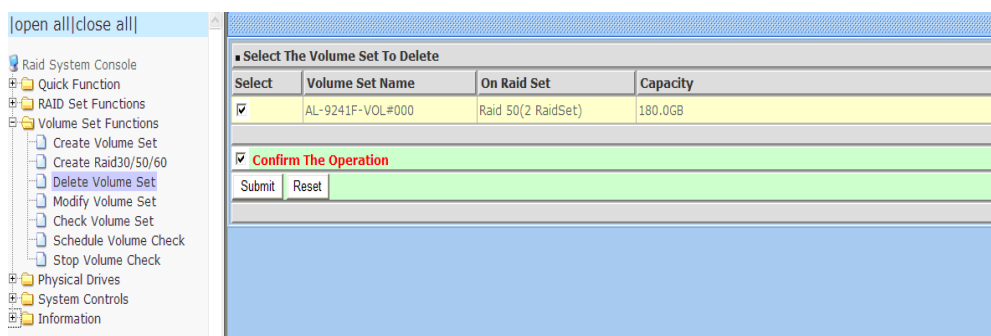 |open all|close all|
Raid System Console
Quick Function
RAID Set Functions
Volume Set Functions
Create Volume Set
Create Raid30/50/60
Delete Volume Set
Modify Volume Set
Check Volume Set
Schedule Volume Check
Stop Volume Check
Physical Drives
System Controls
Information
Select The Volume Set To Delete
Select Volume Set Name On Raid Set Capacity
AL-9241F-VOL#000 Raid 50(2 RaidSet) 180.0GB
Confirm The Operation
Submit Reset